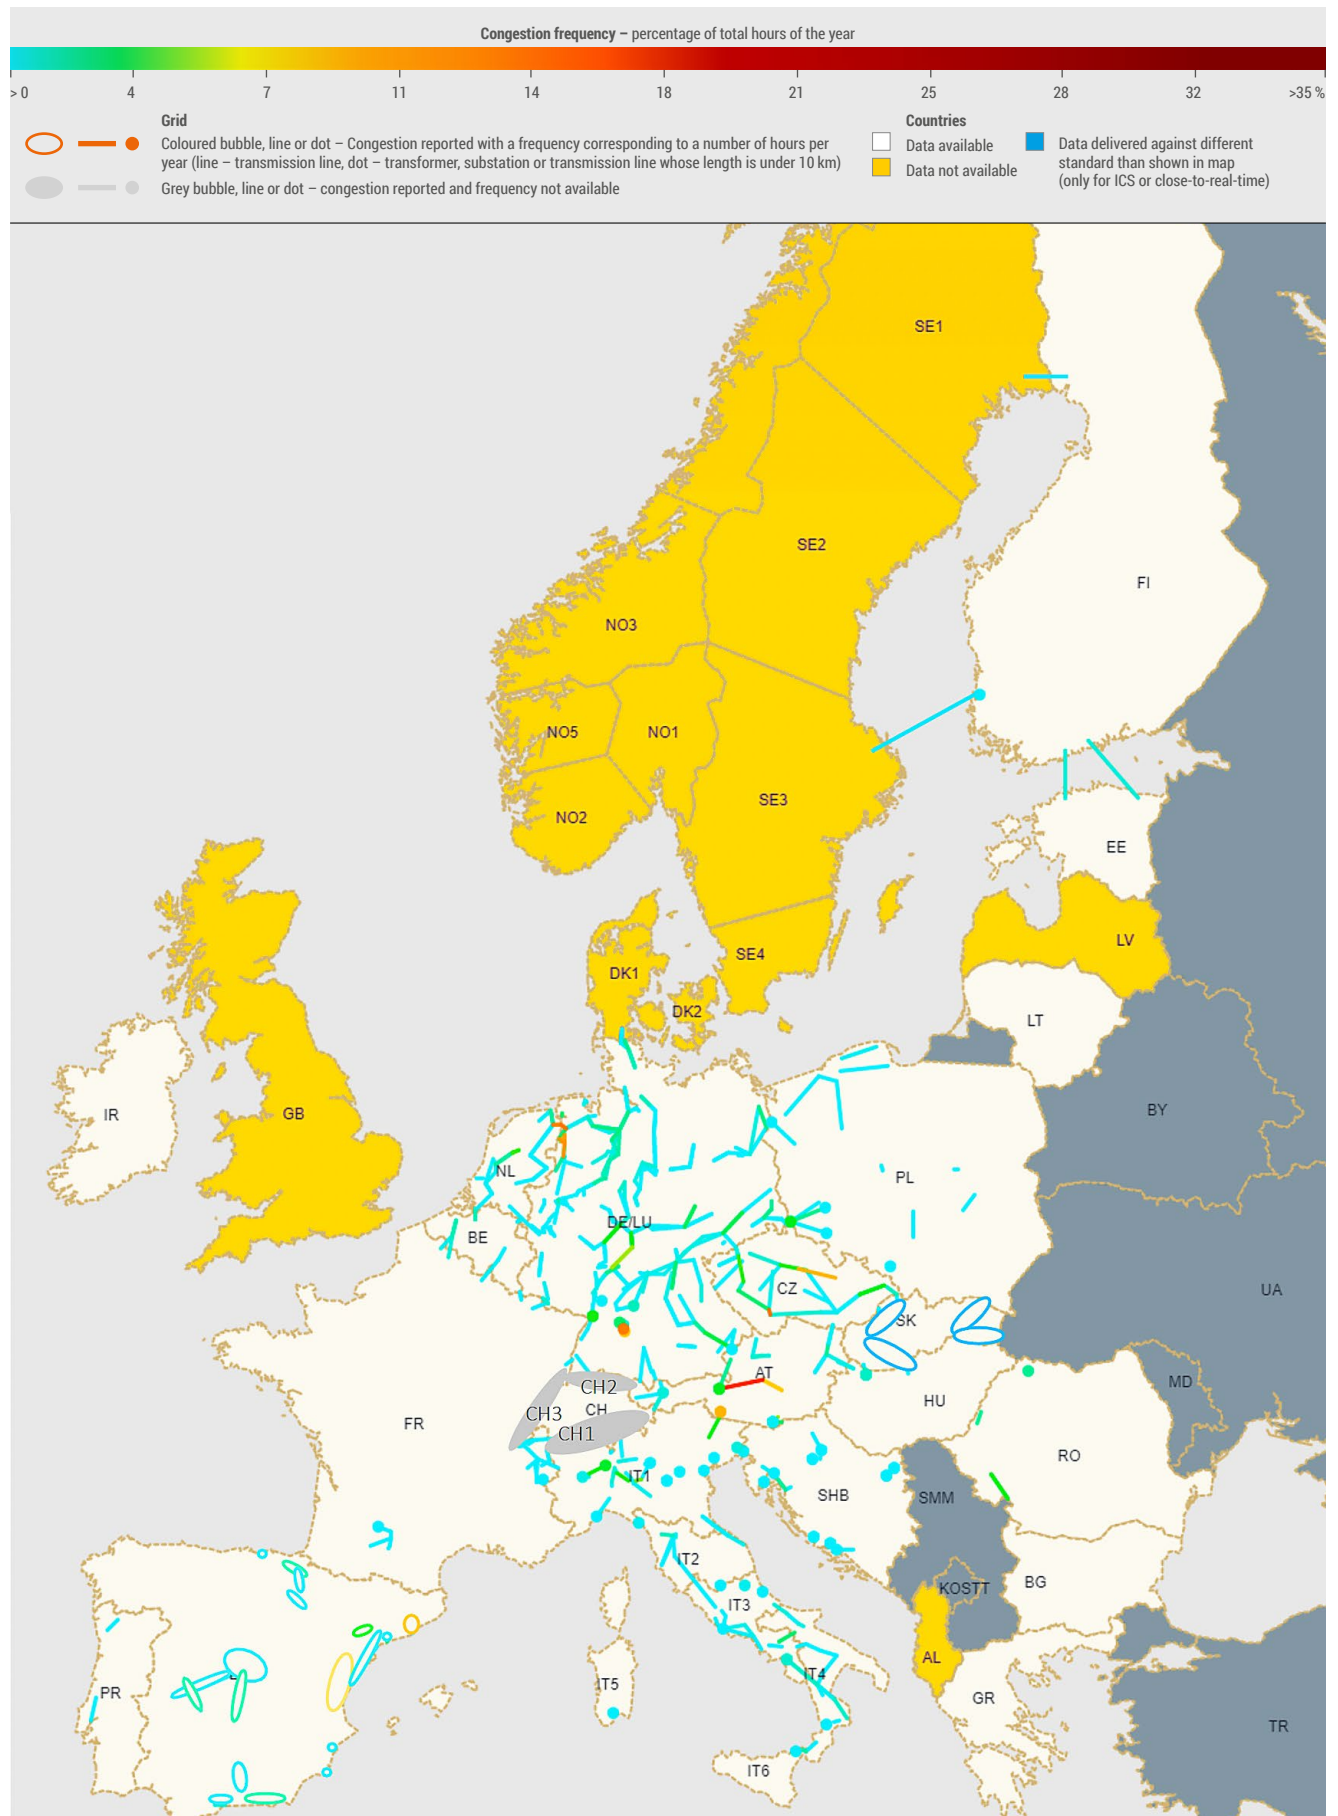 Congestion frequency – percentage of total hours of the year
> 0 4 7 11 14 18 21 25 28 32 >35 %
Grid
Coloured bubble, line or dot – Congestion reported with a frequency corresponding to a number of hours per
year (line – transmission line, dot – transformer, substation or transmission line whose length is under 10 km)
Grey bubble, line or dot – congestion reported and frequency not available
Countries
Data available
Data not available
Data delivered against different
standard than shown in map
(only for ICS or close-to-real-time)
SE1
SE2
FI
NO3
NO5
NO1
SE3
NO2
EE
LV
SE4
DK1
DK2
LT
IR
GB
BY
NL
PL
DE/LU
BE
CZ
UA
SK
AT
MD
CH2
CH
HU
CH3
FR
CH1
RO
IT1
SHB
SMM
IT2
KOSTT
BG
IT3
AL
IT4
IT5
PR
GR
TR
IT6